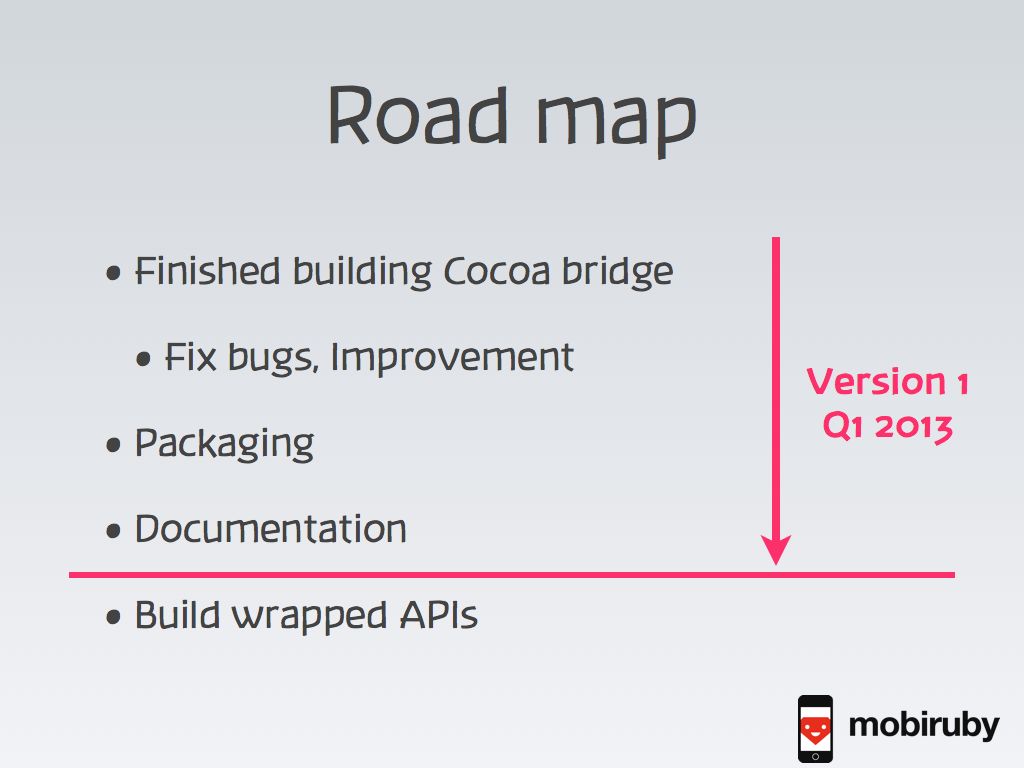 Road map
• Finished building Cocoa bridge
• Fix bugs, Improvement
• Packaging
• Documentation
• Build wrapped APIs
Version 1
Q1 2013
mobiruby